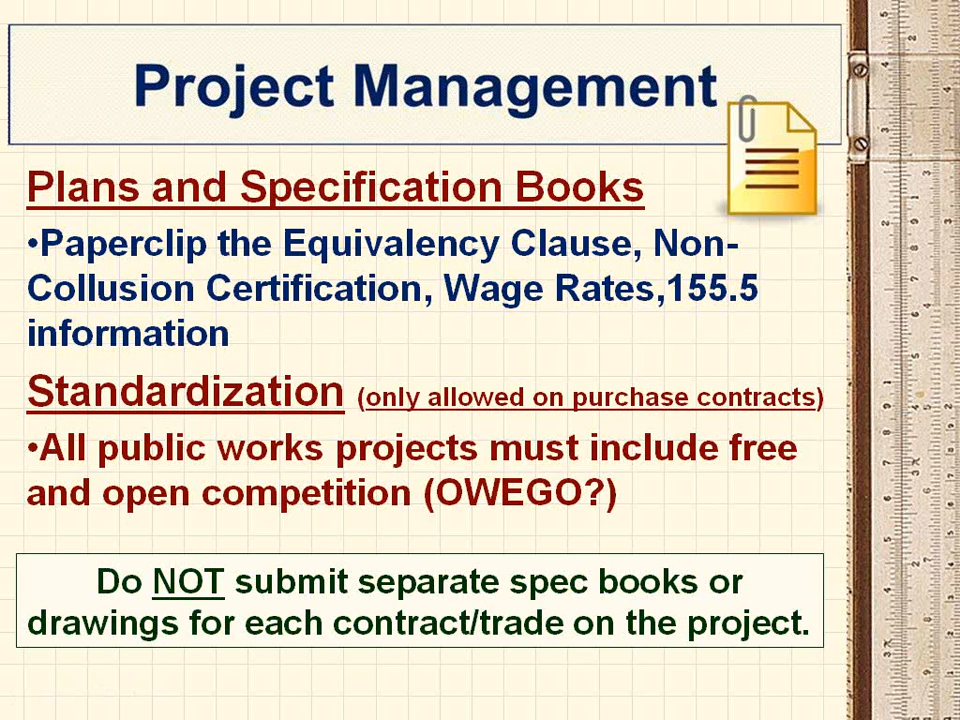 Project Management
Plans and Specification Books
•Paperclip the Equivalency Clause, Non-
Collusion Certification, Wage Rates,155.5
information
Standardization (only allowed on purchase contracts)
•All public works projects must include free
and open competition (OWEGO?)
Do NOT submit separate spec books or
drawings for each contract/trade on the project.